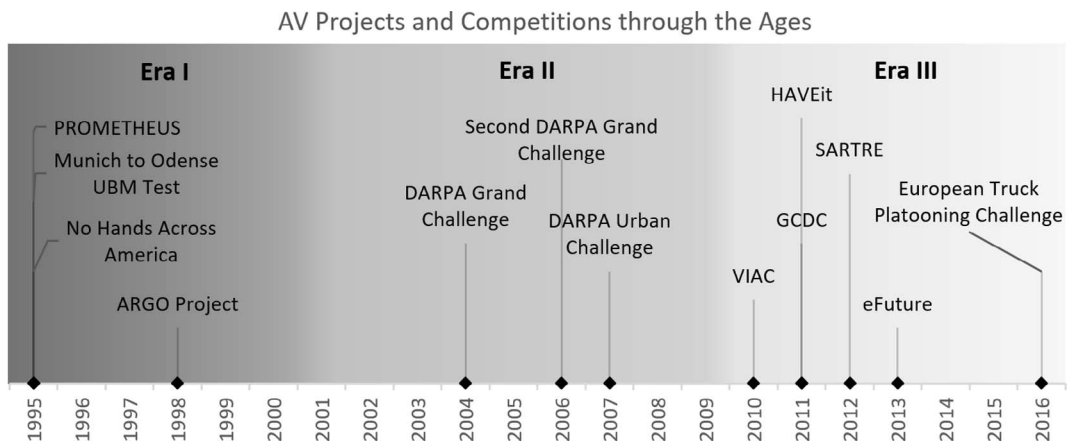 AV Projects and Competitions through the Ages
Era I
Era II
Era III
PROMETHEUS
Munich to Odense
UBM Test
No Hands Across
America
ARGO Project
DARPA Grand
Challenge
Second DARPA Grand
Challenge
DARPA Urban
Challenge
VIAC
HAVEit
GCDC
SARTRE
eFuture
European Truck
Platooning Challenge
1995
1996
1997
1998
1999
2000
2001
2002
2003
2004
2005
2006
2007
2008
2009
2010
2011
2012
2013
2014
2015
2016